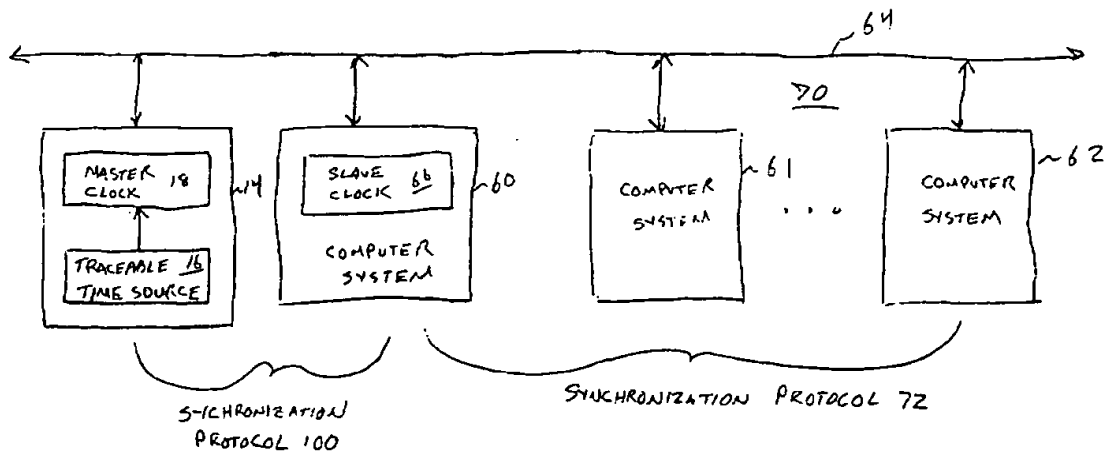 64
70
MASTER
CLOCK 18
14
TRACEABLE 16
TIME SOURCE
SLAVE
CLOCK 66
60
COMPUTER
SYSTEM
COMPUTER
SYSTEM
61
. . .
COMPUTER
SYSTEM
62
SYCHRONIZATION
PROTOCOL 100
SYNCHRONIZATION PROTOCOL 72